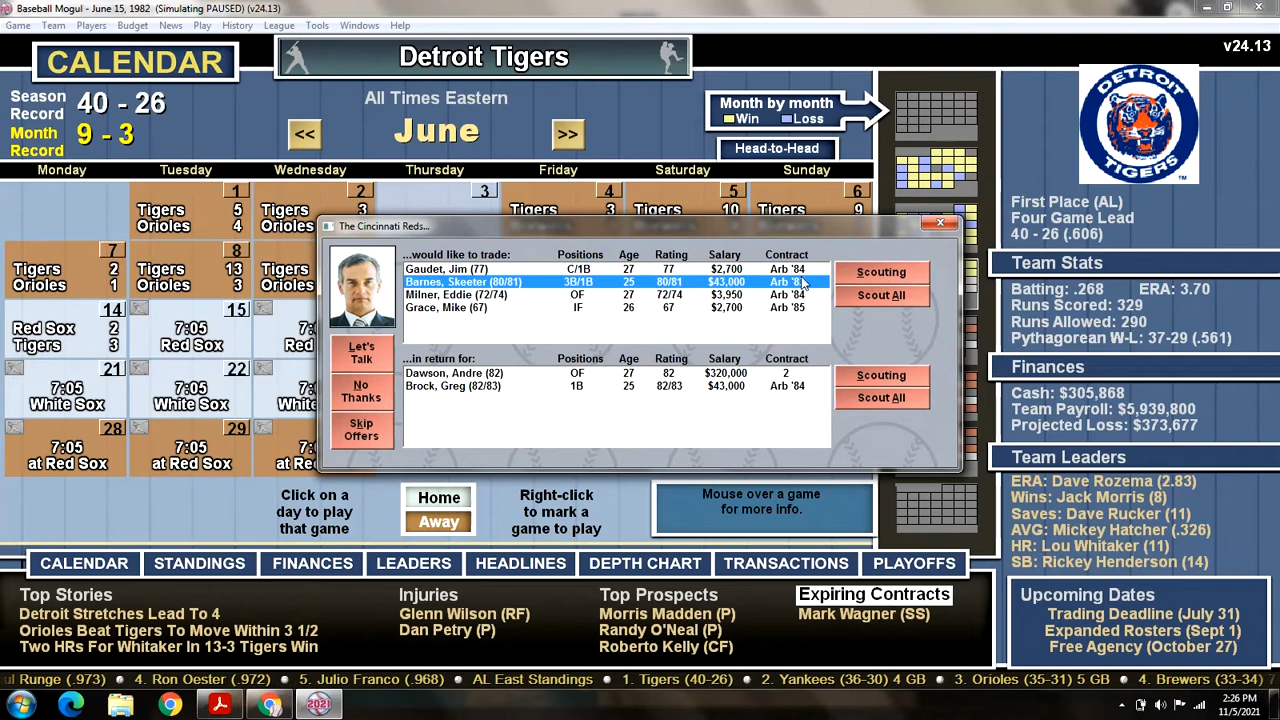 Baseball Mogul - June 15, 1982 (Simulating PAUSED) (v24.13)
Game Team Players Budget News Play History League Tools Windows Help
v24.13
CALENDAR
Detroit Tigers
Season Record 40 - 26
Month Record 9 - 3
All Times Eastern
<< June >>
Month by month
Win Loss
Head-to-Head
DETROIT TIGERS
Monday Tuesday Wednesday Thursday Friday Saturday Sunday
1 2 3 4 5 6
Tigers 5 Tigers 3 Tigers 10 Tigers 9
Orioles 4 Orioles
The Cincinnati Reds...
...would like to trade: Positions Age Rating Salary Contract
Gaudet, Jim (77) C/1B 27 77 $2,700 Arb '84
Barnes, Skeeter (80/81) 3B/1B 25 80/81 $43,000 Arb
Milner, Eddie (72/74) OF 27 72/74 $3,950 Arb '84
Grace, Mike (67) IF 26 67 $2,700 Arb '85
Scouting
Scout All
Let's Talk
No Thanks
Skip Offers
...in return for: Positions Age Rating Salary Contract
Dawson, Andre (82) OF 27 82 $320,000 2
Brock, Greg (82/83) 1B 25 82/83 $43,000 Arb '84
Scouting
Scout All
7 8
Tigers 2 Tigers 13
Orioles 1 Orioles 3
14 15
Red Sox 2 7:05 7:05
Tigers 3 Red Sox Red Sox
21 22
7:05 7:05 7:05
White Sox White Sox White Sox
28 29
7:05 7:05 7:05
at Red Sox at Red Sox at Red
Click on a day to play that game
Home
Away
Right-click to mark a game to play
Mouse over a game for more info.
First Place (AL)
Four Game Lead
40 - 26 (.606)
Team Stats
Batting: .268 ERA: 3.70
Runs Scored: 329
Runs Allowed: 290
Pythagorean W-L: 37-29 (.561)
Finances
Cash: $305,868
Team Payroll: $5,939,800
Projected Loss: $373,677
Team Leaders
ERA: Dave Rozema (2.83)
Wins: Jack Morris (8)
Saves: Dave Rucker (11)
AVG: Mickey Hatcher (.326)
HR: Lou Whitaker (11)
SB: Rickey Henderson (14)
CALENDAR STANDINGS FINANCES LEADERS HEADLINES DEPTH CHART TRANSACTIONS PLAYOFFS
Top Stories
Detroit Stretches Lead To 4
Orioles Beat Tigers To Move Within 3 1/2
Two HRs For Whitaker In 13-3 Tigers Win
Injuries
Glenn Wilson (RF)
Dan Petry (P)
Top Prospects
Morris Madden (P)
Randy O'Neal (P)
Roberto Kelly (CF)
Expiring Contracts
Mark Wagner (SS)
Upcoming Dates
Trading Deadline (July 31)
Expanded Rosters (Sept 1)
Free Agency (October 27)
ul Runge (.973) • 4. Ron Oester (.972) • 5. Julio Franco (.968) • AL East Standings • 1. Tigers (40-26) • 2. Yankees (36-30) 4 GB • 3. Orioles (35-31) 5 GB • 4. Brewers (33-34) 7
2021
2:26 PM
11/5/2021